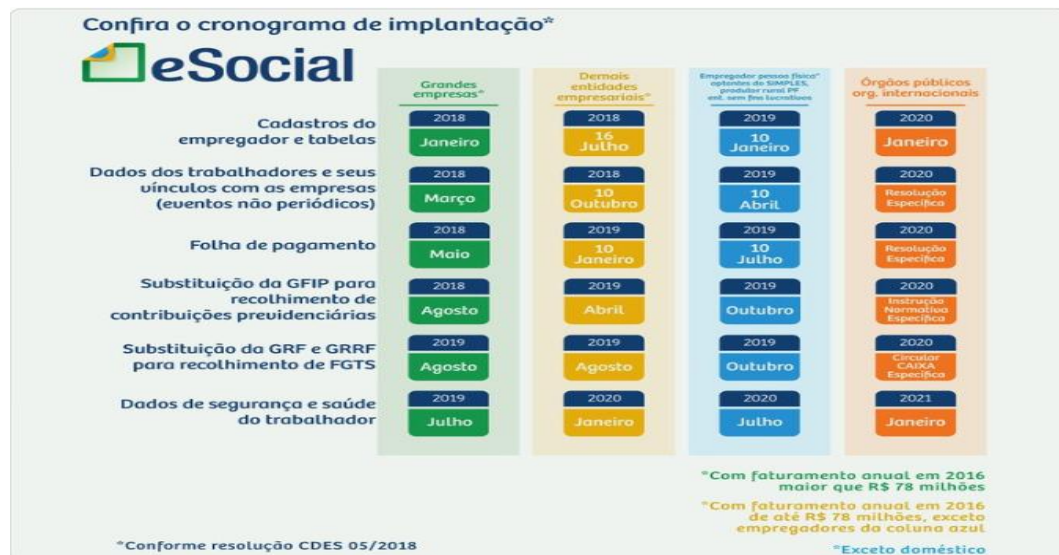 Confira o cronograma de implantação*
eSocial
Grandes
empresas*
Demais
entidades
empresariais*
Empregador pessoa física*
optantes de SIMPLES,
produtor rural PF
ent. sem fins lucrativos
Órgãos públicos
org. internacionais
Cadastros do
empregador e tabelas
2018
Janeiro
2018
16
Julho
2019
10
Janeiro
2020
Janeiro
Dados dos trabalhadores e seus
vínculos com as empresas
(eventos não periódicos)
2018
Março
2018
10
Outubro
2019
10
Abril
2020
Resolução
Específica
Folha de pagamento
2018
Maio
2019
10
Janeiro
2019
10
Julho
2020
Resolução
Específica
Substituição da GFIP para
recolhimento de
contribuições previdenciárias
2018
Agosto
2019
Abril
2019
Outubro
2020
Instrução
Normativa
Específica
Substituição da GRF e GRRF
para recolhimento de FGTS
2019
Agosto
2019
Agosto
2019
Outubro
2020
Circular
CAIXA
Específica
Dados de segurança e saúde
do trabalhador
2019
Julho
2020
Janeiro
2020
Julho
2021
Janeiro
*Com faturamento anual em 2016
maior que R$ 78 milhões
*Com faturamento anual em 2016
de até R$ 78 milhões, exceto
empregadores da coluna azul
*Conforme resolução CDES 05/2018
*Exceto doméstico